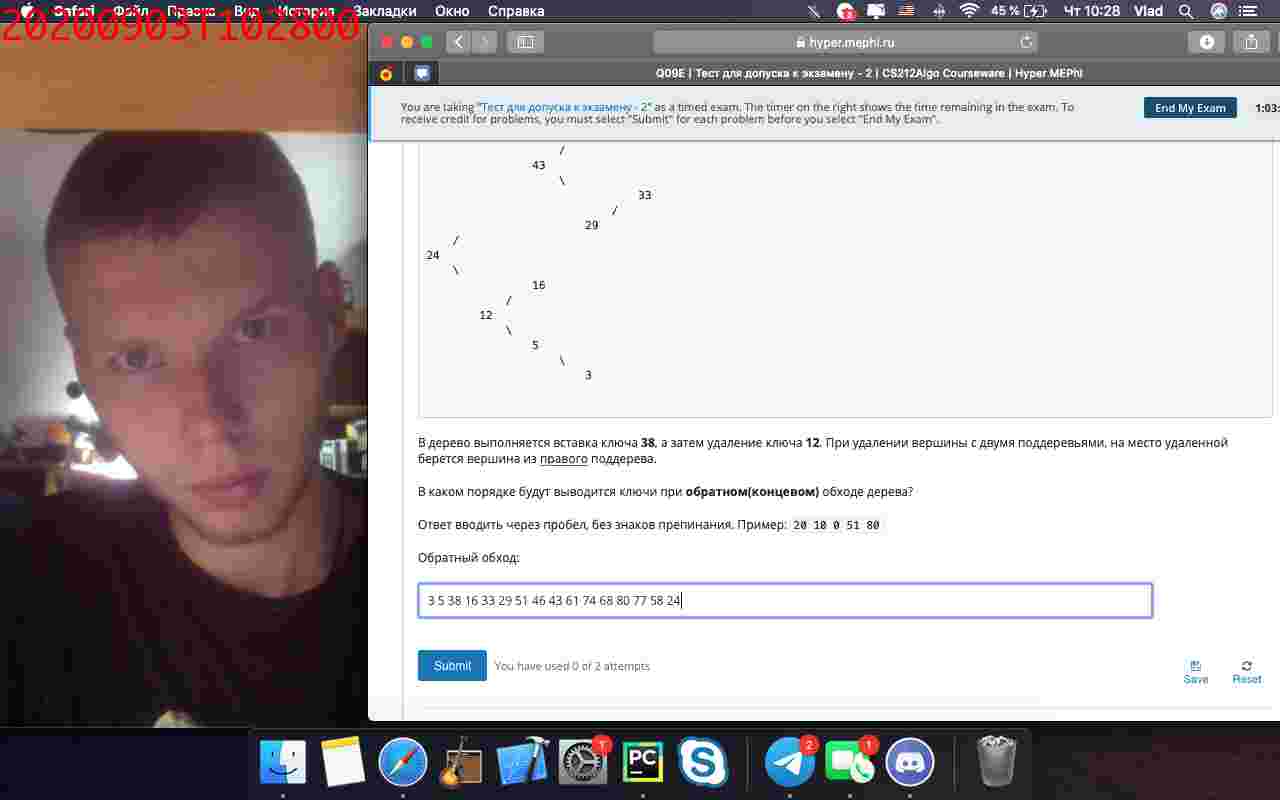 20200903T102800
Safari Файл Правка Вид История Закладки Окно Справка
45 % Чт 10:28 Vlad
hyper.mephi.ru
Q09E | Тест для допуска к экзамену - 2 | CS212Algo Courseware | Hyper.MEPhI
You are taking "Тест для допуска к экзамену - 2" as a timed exam. The timer on the right shows the time remaining in the exam. To
receive credit for problems, you must select "Submit" for each problem before you select "End My Exam".
End My Exam
1:03:
/
43
\
33
/
29
/
24
\
16
/
12
\
5
\
3
В дерево выполняется вставка ключа 38, а затем удаление ключа 12. При удалении вершины с двумя поддеревьями, на место удаленной
берется вершина из правого поддерева.
В каком порядке будут выводится ключи при обратном(концевом) обходе дерева?
Ответ вводить через пробел, без знаков препинания. Пример: 20 10 0 51 80
Обратный обход:
3 5 38 16 33 29 51 46 43 61 74 68 80 77 58 24
Submit You have used 0 of 2 attempts
Save Reset
PC
1
2
1